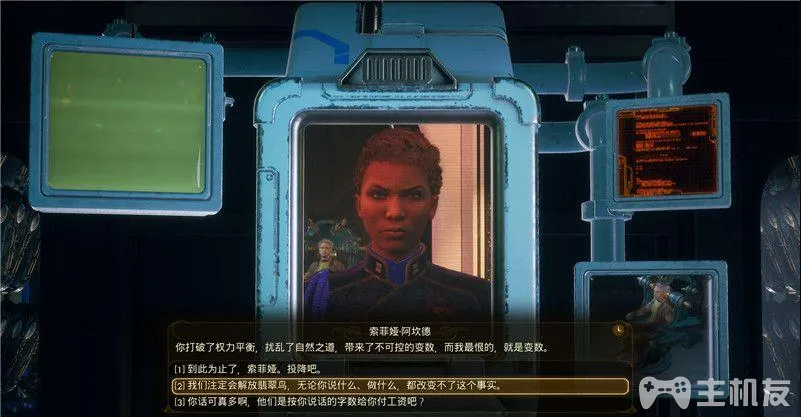 索菲娅·阿坎德
你打破了权力平衡，扰乱了自然之道，带来了不可控的变数，而我最恨的，就是变数。
[1] 到此为止了，索菲娅。投降吧。
[2] 我们注定会解放翡翠鸟，无论你说什么、做什么，都改变不了这个事实。
[3] 你话可真多啊，他们是按你说话的字数给你付工资吧？
主机友